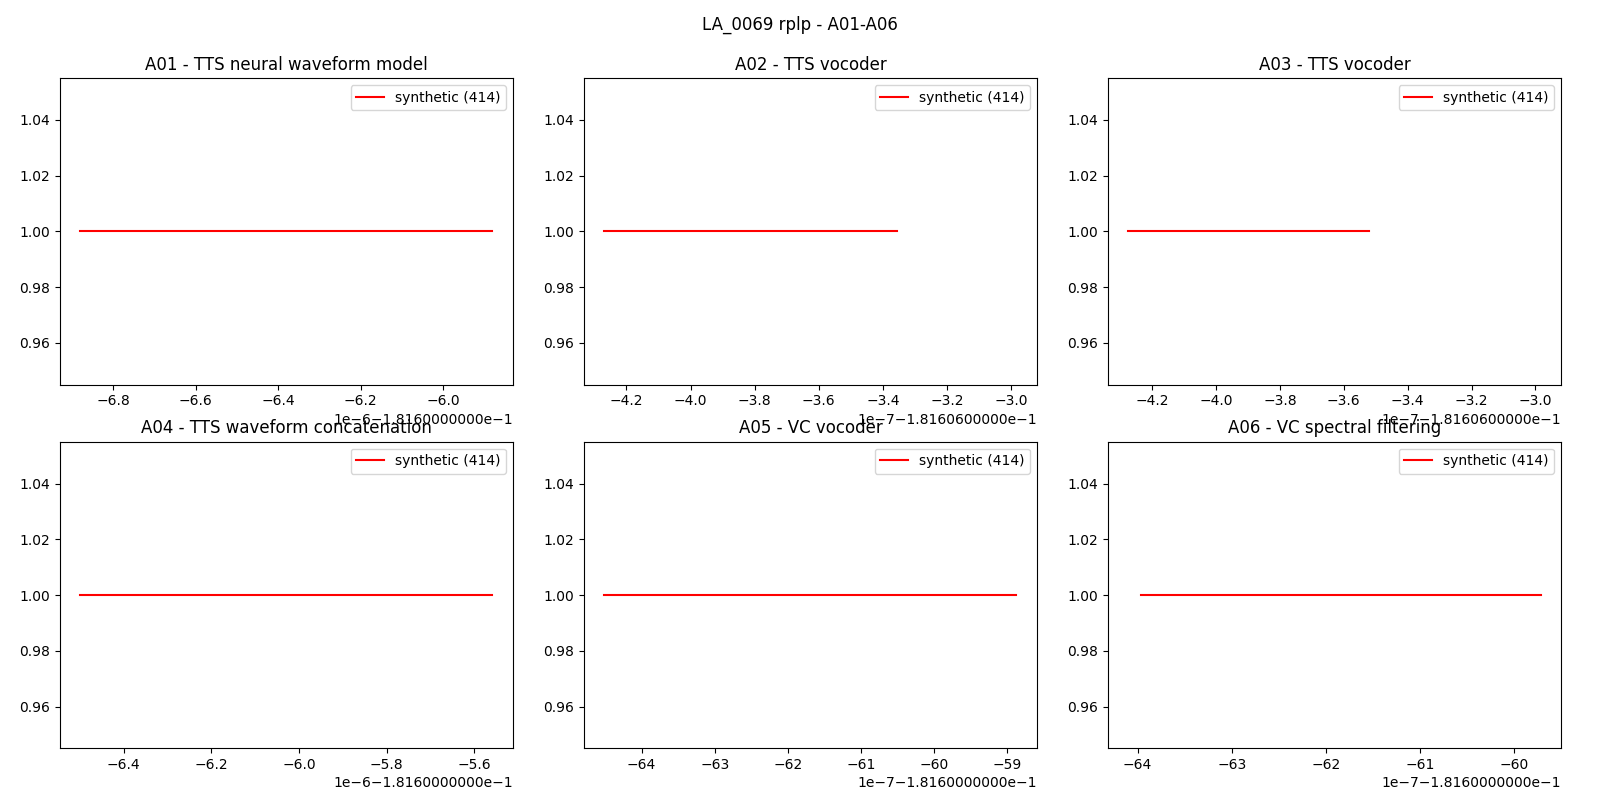 LA_0069 rplp - A01-A06
A01 - TTS neural waveform model
A02 - TTS vocoder
A03 - TTS vocoder
synthetic (414)
synthetic (414)
synthetic (414)
1.04
1.02
1.00
0.98
0.96
1.04
1.02
1.00
0.98
0.96
1.04
1.02
1.00
0.98
0.96
−6.8 −6.6 −6.4 −6.2 −6.0
1e−6−1.8160000000e−1
−4.2 −4.0 −3.8 −3.6 −3.4 −3.2 −3.0
1e−7−1.8160600000e−1
−4.2 −4.0 −3.8 −3.6 −3.4 −3.2 −3.0
1e−7−1.8160600000e−1
A04 - TTS waveform concatenation
A05 - VC vocoder
A06 - VC spectral filtering
synthetic (414)
synthetic (414)
synthetic (414)
1.04
1.02
1.00
0.98
0.96
1.04
1.02
1.00
0.98
0.96
1.04
1.02
1.00
0.98
0.96
−6.4 −6.2 −6.0 −5.8 −5.6
1e−6−1.8160000000e−1
−64 −63 −62 −61 −60 −59
1e−7−1.8160000000e−1
−64 −63 −62 −61 −60
1e−7−1.8160000000e−1